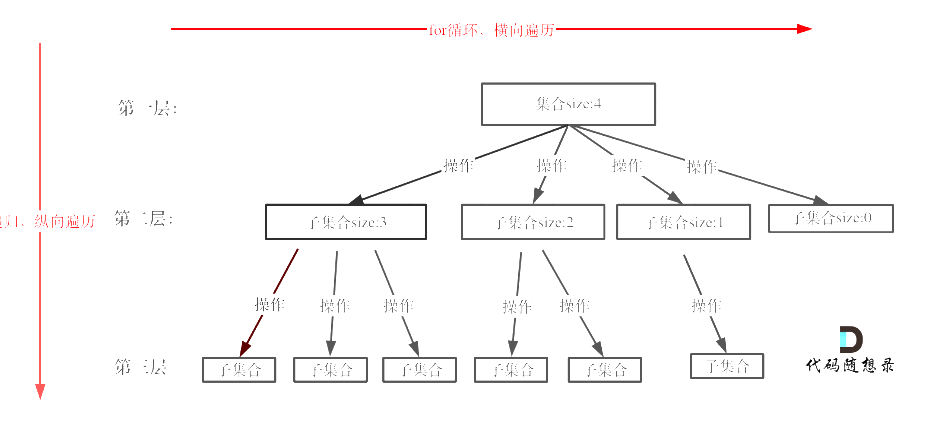 for循环、横向遍历
第一层:
集合size:4
操作
操作
操作
操作
归、纵向遍历
第二层:
子集合size:3
子集合size:2
子集合size:1
子集合size:0
操作
操作
操作
操作
操作
操作
第三层
子集合
子集合
子集合
子集合
子集合
子集合
代码随想录